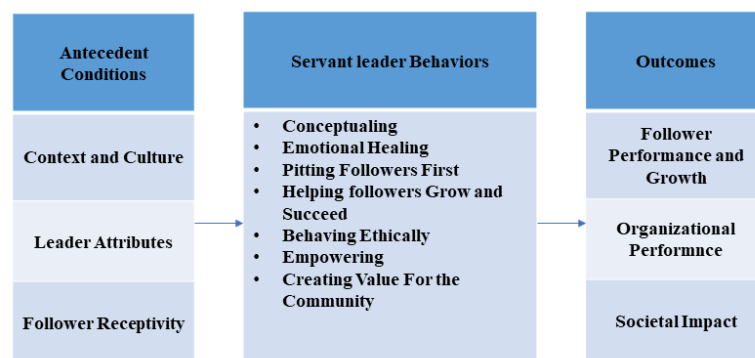 Antecedent
Conditions
Context and Culture
Leader Attributes
Follower Receptivity
Servant leader Behaviors
• Conceptualing
• Emotional Healing
• Pitting Followers First
• Helping followers Grow and
Succeed
• Behaving Ethically
• Empowering
• Creating Value For the
Community
Outcomes
Follower
Performance and
Growth
Organizational
Performnce
Societal Impact